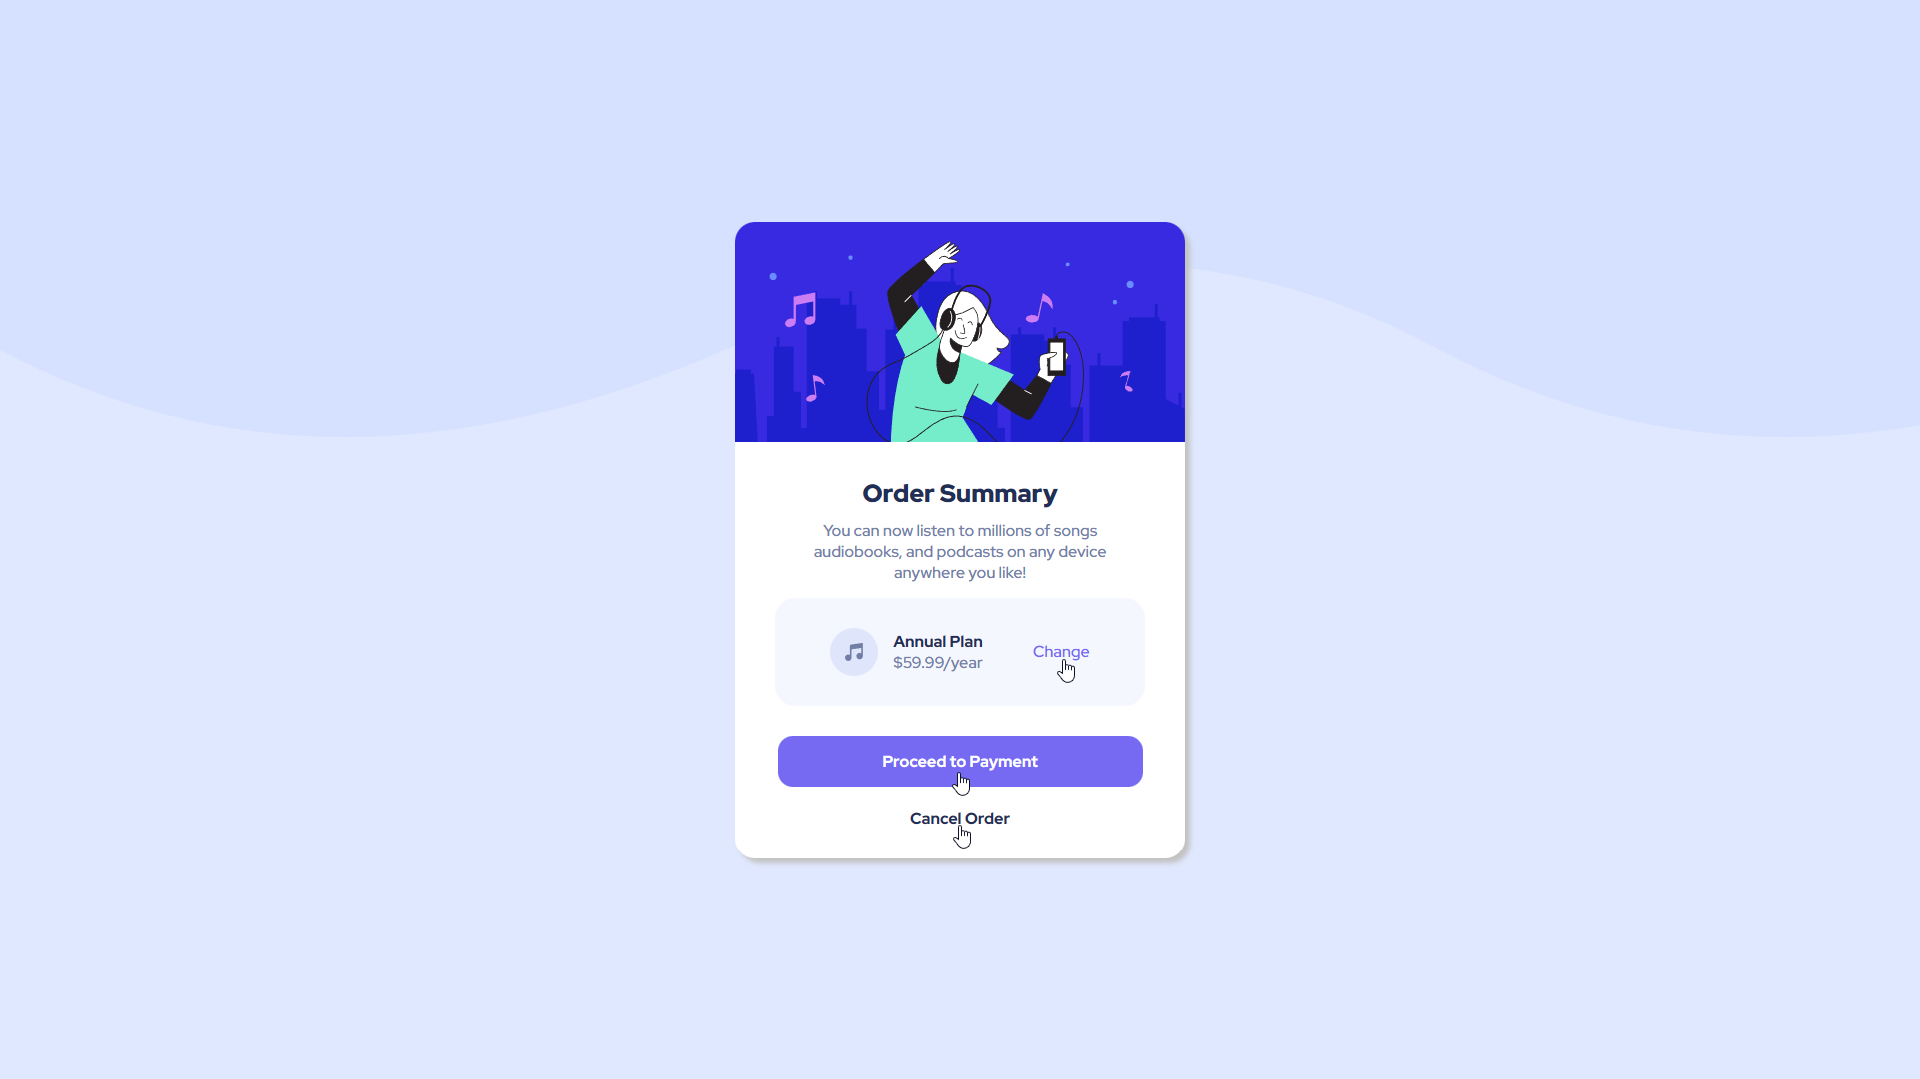 Order Summary
You can now listen to millions of songs
audiobooks, and podcasts on any device
anywhere you like!
Annual Plan
$59.99/year
Change
Proceed to Payment
Cancel Order